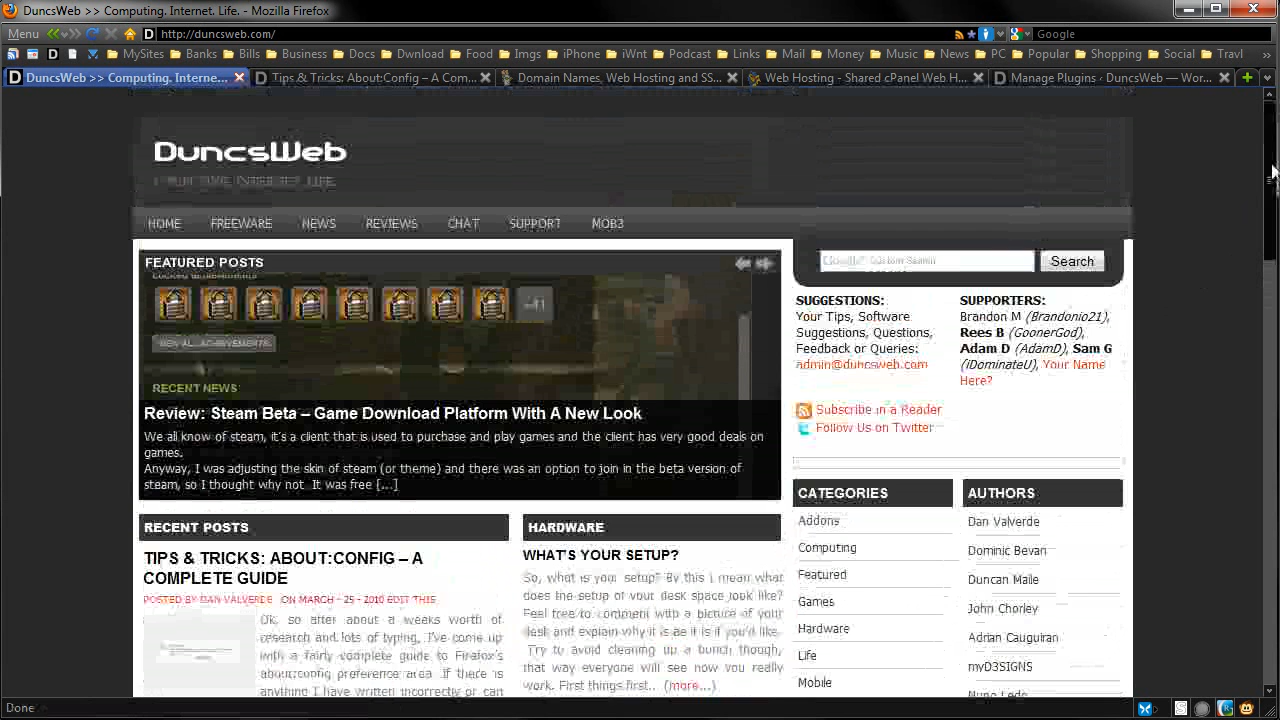 DuncsWeb >> Computing. Internet. Life. - Mozilla Firefox
Menu http://duncsweb.com/ Google
MySites Banks Bills Business Docs Dwnload Food Imgs iPhone iWnt Podcast Links Mail Money Music News PC Popular Shopping Social Travl
DuncsWeb >> Computing. Interne... Tips & Tricks: About:Config – A Com... Domain Names, Web Hosting and SS... Web Hosting - Shared cPanel Web H... Manage Plugins ‹ DuncsWeb — Wor...
DuncsWeb
LIFE
HOME FREEWARE NEWS REVIEWS CHAT SUPPORT MOB3
FEATURED POSTS
Custom Search Search
LOCKED ACHIEVEMENTS
+41
VIEW ALL ACHIEVEMENTS
RECENT NEWS:
Review: Steam Beta – Game Download Platform With A New Look
We all know of steam, it's a client that is used to purchase and play games and the client has very good deals on
games.
Anyway, I was adjusting the skin of steam (or theme) and there was an option to join in the beta version of
steam, so I thought why not. It was free [...]
SUGGESTIONS:
Your Tips, Software
Suggestions, Questions,
Feedback or Queries:
admin@duncsweb.com
SUPPORTERS:
Brandon M (Brandonio21),
Rees B (GoonerGod),
Adam D (AdamD), Sam G
(iDominateU), Your Name
Here?
Subscribe in a Reader
Follow Us on Twitter
RECENT POSTS
TIPS & TRICKS: ABOUT:CONFIG – A
COMPLETE GUIDE
POSTED BY DAN VALVERDE ON MARCH - 25 - 2010 EDIT THIS
Ok, so after about a weeks worth of
research and lots of typing, I've come up
with a fairly complete guide to Firefox's
about:config preference area. If there is
anything I have written incorrectly or can
HARDWARE
WHAT'S YOUR SETUP?
So, what is your setup? By this I mean what
does the setup of your desk space look like?
Feel free to comment with a picture of your
desk and explain why it is as it is if you'd like.
Try to avoid cleaning up a bunch though,
that way everyone will see how you really
work. First things first... (more...)
CATEGORIES
Addons
Computing
Featured
Games
Hardware
Life
Mobile
AUTHORS
Dan Valverde
Dominic Bevan
Duncan Maile
John Chorley
Adrian Cauguiran
myD3SIGNS
Nuno Ledo
Done